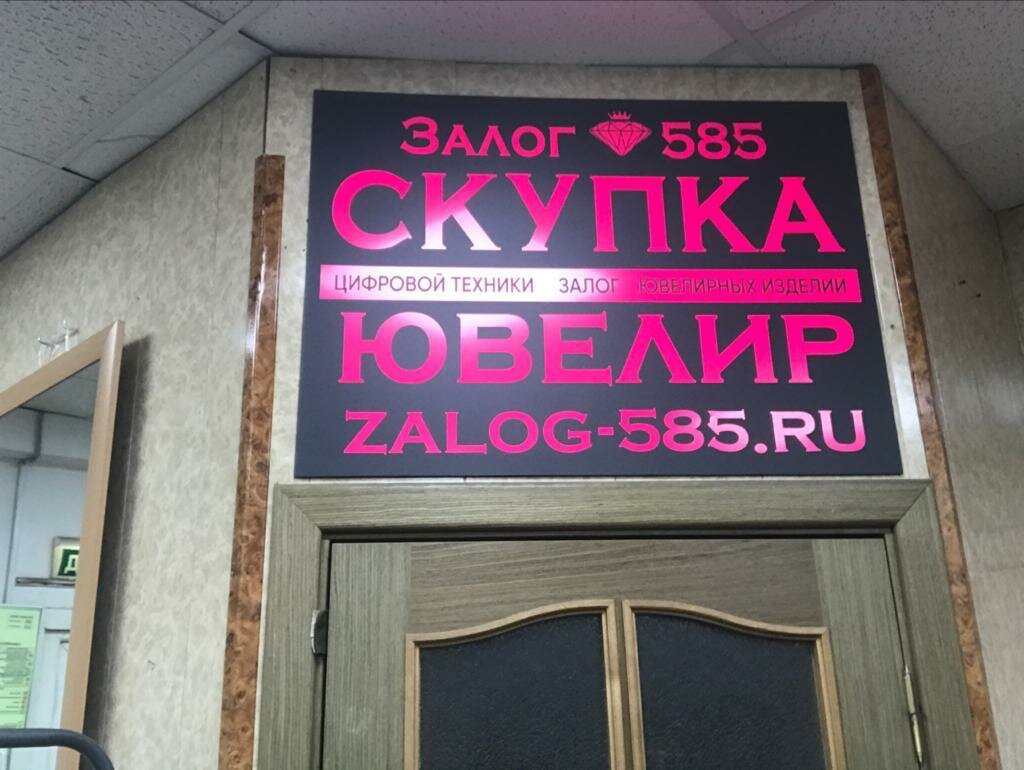 ЗАЛОГ 585
СКУПКА
ЦИФРОВОЙ ТЕХНИКИ ЗАЛОГ ЮВЕЛИРНЫХ ИЗДЕЛИЙ
ЮВЕЛИР
ZALOG-585.RU